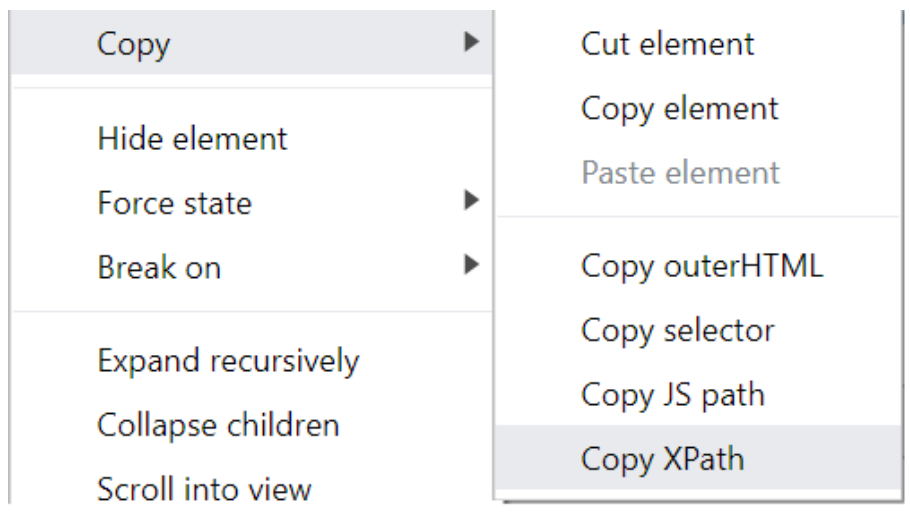 Copy
Hide element
Force state
Break on
Expand recursively
Collapse children
Scroll into view
Cut element
Copy element
Paste element
Copy outerHTML
Copy selector
Copy JS path
Copy XPath